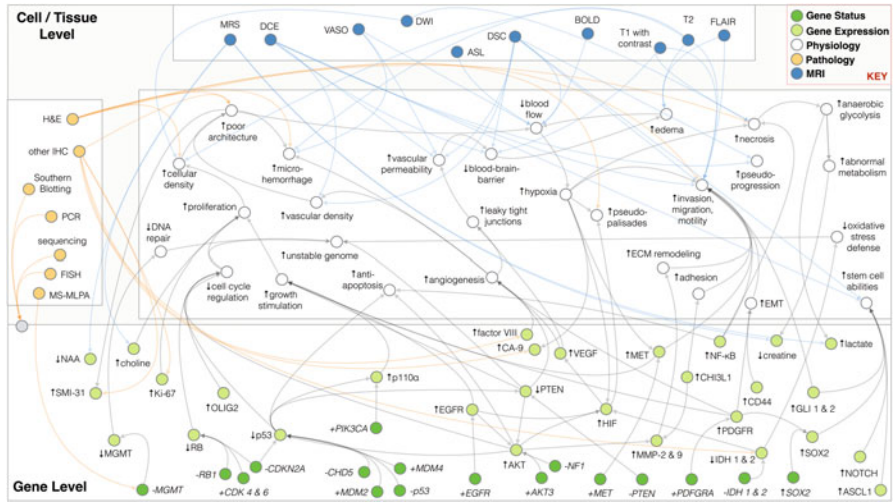 Cell / Tissue
Level
MRS
DCE
VASO
DWI
ASL
DSC
BOLD
T1 with
contrast
T2
FLAIR
Gene Status
Gene Expression
Physiology
Pathology
MRI
KEY
H&E
other IHC
Southern
Blotting
PCR
sequencing
FISH
MS-MLPA
↑poor
architecture
↑cellular
density
↑micro-
hemorrhage
↓blood
flow
↑edema
↑necrosis
↑anaerobic
glycolysis
↑vascular
permeability
↓blood-brain-
barrier
↑pseudo-
progression
↑abnormal
metabolism
↑proliferation
↑vascular density
↑hypoxia
↑invasion,
migration,
motility
↑leaky tight
junctions
↑pseudo-
palisades
↓DNA
repair
↑unstable genome
↓oxidative
stress
defense
↓cell cycle
regulation
↑growth
stimulation
↑anti-
apoptosis
↑angiogenesis
↑ECM remodeling
↑adhesion
↑EMT
↑stem cell
abilities
↓NAA
↑choline
↑factor VIII
↑CA-9
↑VEGF
↑MET
↑NF-κB
↓creatine
↑lactate
↑SMI-31
↑Ki-67
↑OLIG2
↑p110α
↓PTEN
↑CHI3L1
↑CD44
↑GLI 1 & 2
↓MGMT
↓RB
↓p53
+PIK3CA
↑EGFR
↑HIF
↑PDGFR
↑AKT
↑MMP-2 & 9
↓IDH 1 & 2
↑SOX2
↑NOTCH
↑ASCL1
Gene Level
-MGMT
-RB1
-CDKN2A
+CDK 4 & 6
-CHD5
+MDM2
+MDM4
-p53
+EGFR
-NF1
+AKT3
+MET
-PTEN
+PDGFRA
-IDH 1 & 2
↑SOX2